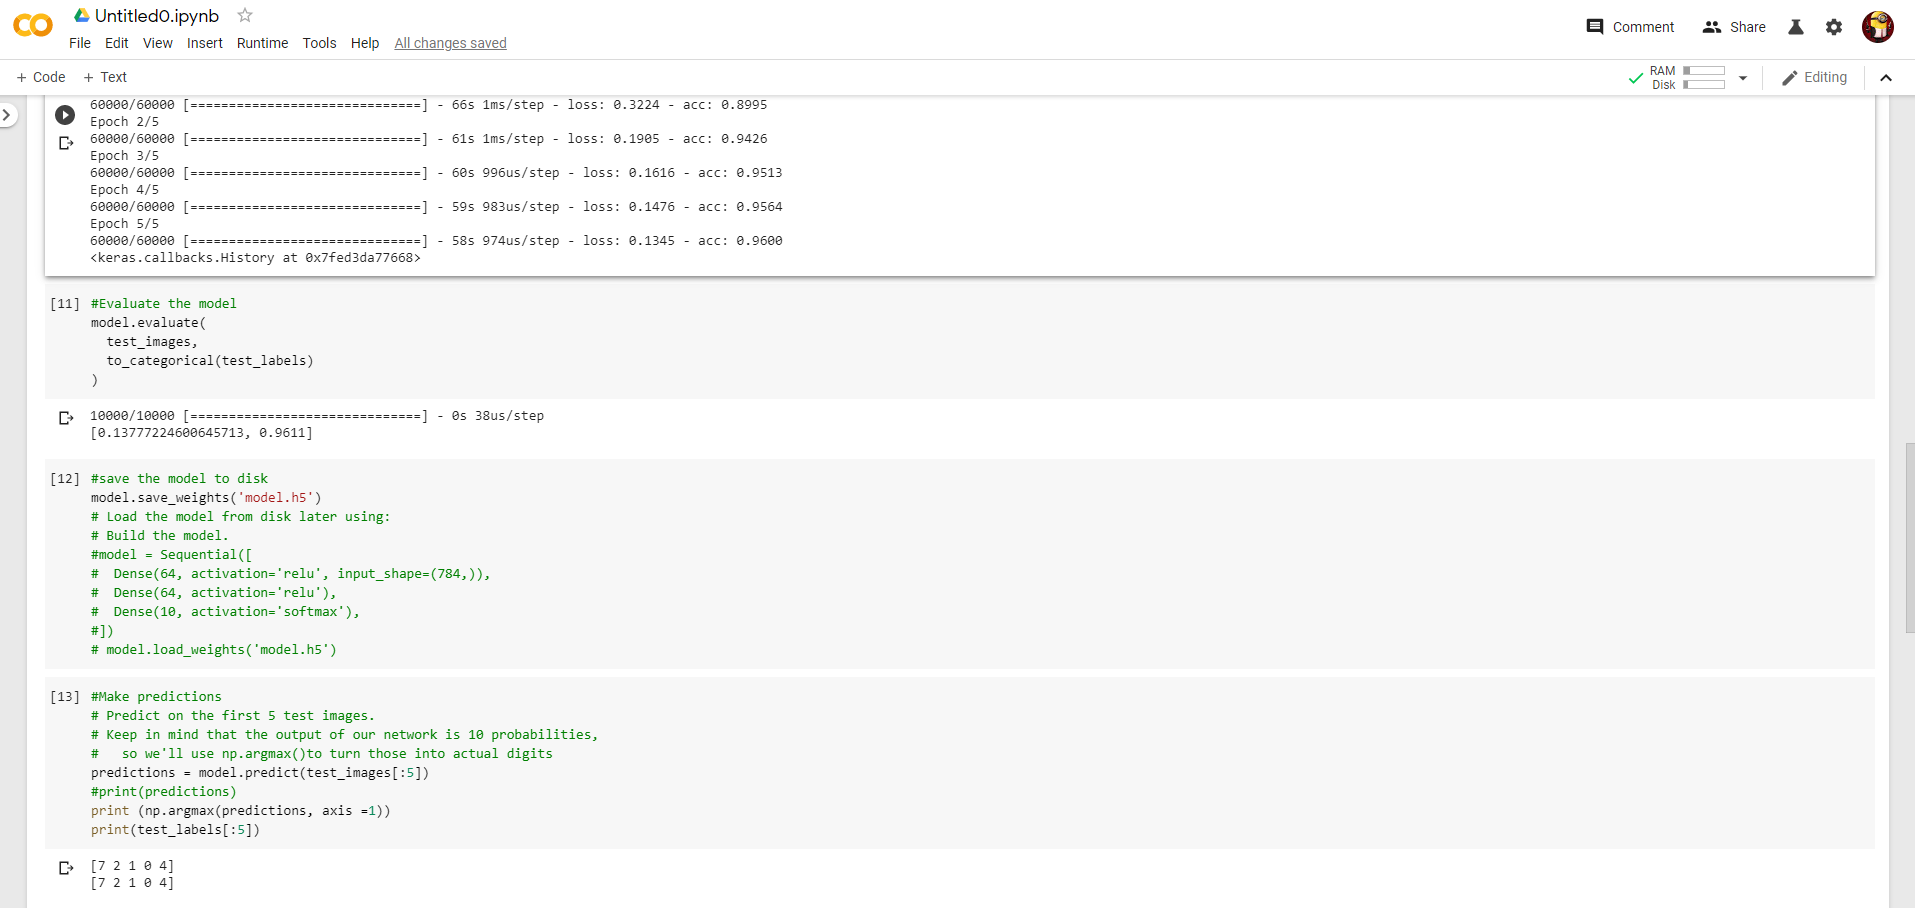 Untitled0.ipynb
File Edit View Insert Runtime Tools Help All changes saved
Comment Share
+ Code + Text
RAM
Disk
Editing
60000/60000 [==============================] - 66s 1ms/step - loss: 0.3224 - acc: 0.8995
Epoch 2/5
60000/60000 [==============================] - 61s 1ms/step - loss: 0.1905 - acc: 0.9426
Epoch 3/5
60000/60000 [==============================] - 60s 996us/step - loss: 0.1616 - acc: 0.9513
Epoch 4/5
60000/60000 [==============================] - 59s 983us/step - loss: 0.1476 - acc: 0.9564
Epoch 5/5
60000/60000 [==============================] - 58s 974us/step - loss: 0.1345 - acc: 0.9600
<keras.callbacks.History at 0x7fed3da77668>
[11] #Evaluate the model
model.evaluate(
  test_images,
  to_categorical(test_labels)
)
10000/10000 [==============================] - 0s 38us/step
[0.13777224600645713, 0.9611]
[12] #save the model to disk
model.save_weights('model.h5')
# Load the model from disk later using:
# Build the model.
#model = Sequential([
#  Dense(64, activation='relu', input_shape=(784,)),
#  Dense(64, activation='relu'),
#  Dense(10, activation='softmax'),
#])
# model.load_weights('model.h5')
[13] #Make predictions
# Predict on the first 5 test images.
# Keep in mind that the output of our network is 10 probabilities,
#   so we'll use np.argmax()to turn those into actual digits
predictions = model.predict(test_images[:5])
#print(predictions)
print (np.argmax(predictions, axis =1))
print(test_labels[:5])
[7 2 1 0 4]
[7 2 1 0 4]